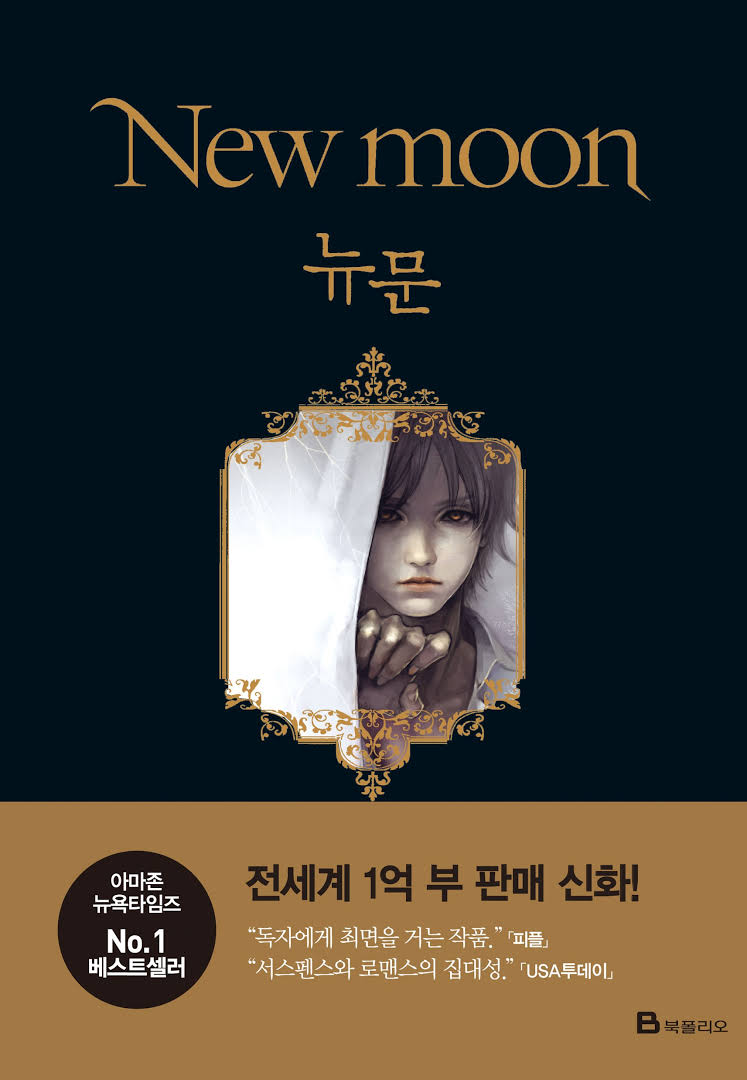 New moon
뉴문
아마존
뉴욕타임즈
No.1
베스트셀러
전세계 1억 부 판매 신화!
“독자에게 최면을 거는 작품.” 「피플」
“서스펜스와 로맨스의 집대성.” 「USA투데이」
B 북폴리오